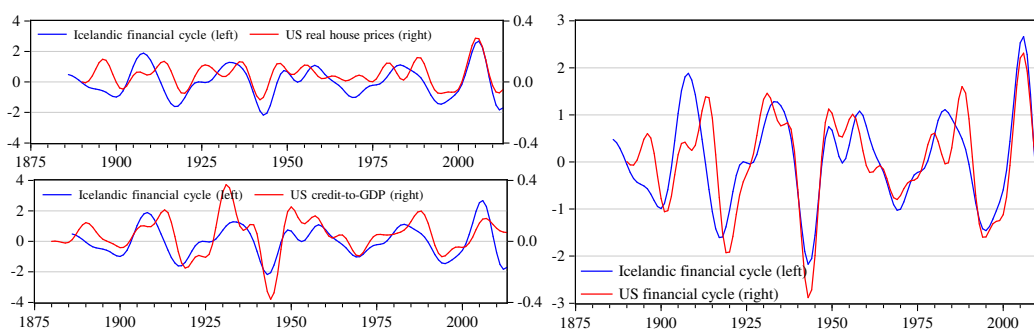 4
2
0
-2
-4
0.4
0.0
-0.4
Icelandic financial cycle (left)
US real house prices (right)
1875 1900 1925 1950 1975 2000
4
2
0
-2
-4
0.4
0.0
-0.4
Icelandic financial cycle (left)
US credit-to-GDP (right)
1875 1900 1925 1950 1975 2000
3
2
1
0
-1
-2
-3
Icelandic financial cycle (left)
US financial cycle (right)
1875 1900 1925 1950 1975 2000